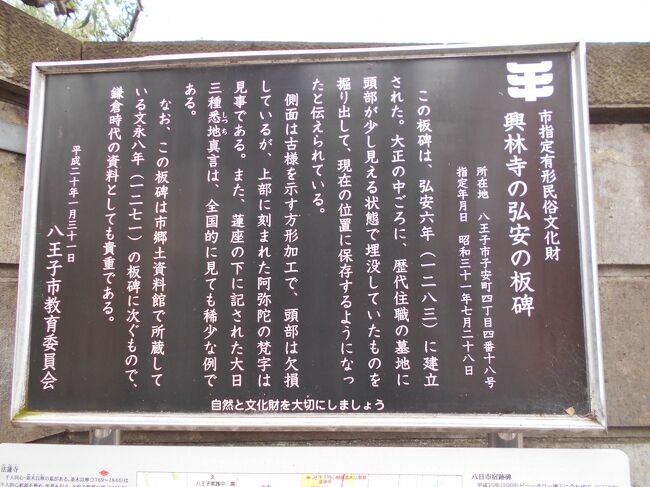 市指定有形民俗文化財
興林寺の弘安の板碑
所在地　八王子市子安町四丁目四番十八号
指定年月日　昭和三十一年七月二十八日
この板碑は、弘安六年（一二八三）に建立
された。大正の中ごろに、歴代住職の墓地に
頭部が少し見える状態で埋没していたものを
掘り出して、現在の位置に保存するようになっ
たと伝えられている。
側面は古様を示す方形加工で、頭部は欠損
しているが、上部に刻まれた阿弥陀の梵字は
見事である。また、蓮座の下に記された大日
三種悉地真言は、全国的に見ても稀少な例で
ある。
なお、この板碑は市郷土資料館で所蔵して
いる文永八年（一二七一）の板碑に次ぐもので、
鎌倉時代の資料としても貴重である。
平成二十年一月三十一日
八王子市教育委員会
自然と文化財を大切にしましょう
法蓮寺
八日市宿跡碑